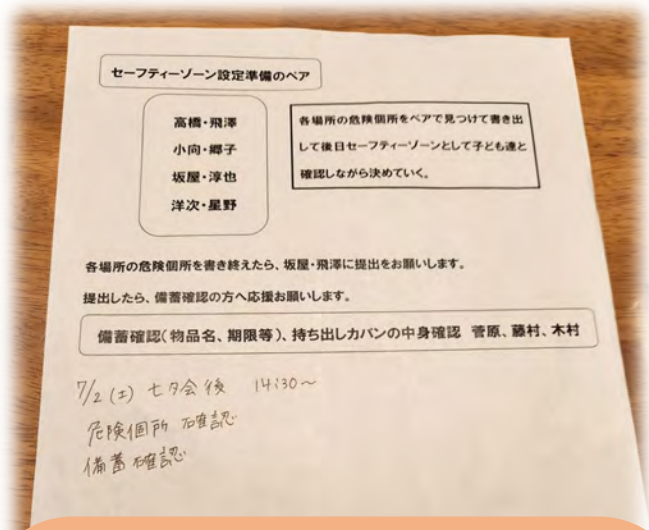 セーフティーゾーン設定準備のペア
高橋・飛澤
小向・郷子
坂屋・淳也
洋次・星野
各場所の危険個所をペアで見つけて書き出
して後日セーフティーゾーンとして子ども達と
確認しながら決めていく。
各場所の危険個所を書き終えたら、坂屋・飛澤に提出をお願いします。
提出したら、備蓄確認の方へ応援お願いします。
備蓄確認(物品名、期限等)、持ち出しカバンの中身確認 菅原、藤村、木村
7/2(土) 七夕会後 14:30~
危険個所 確認
備蓄確認